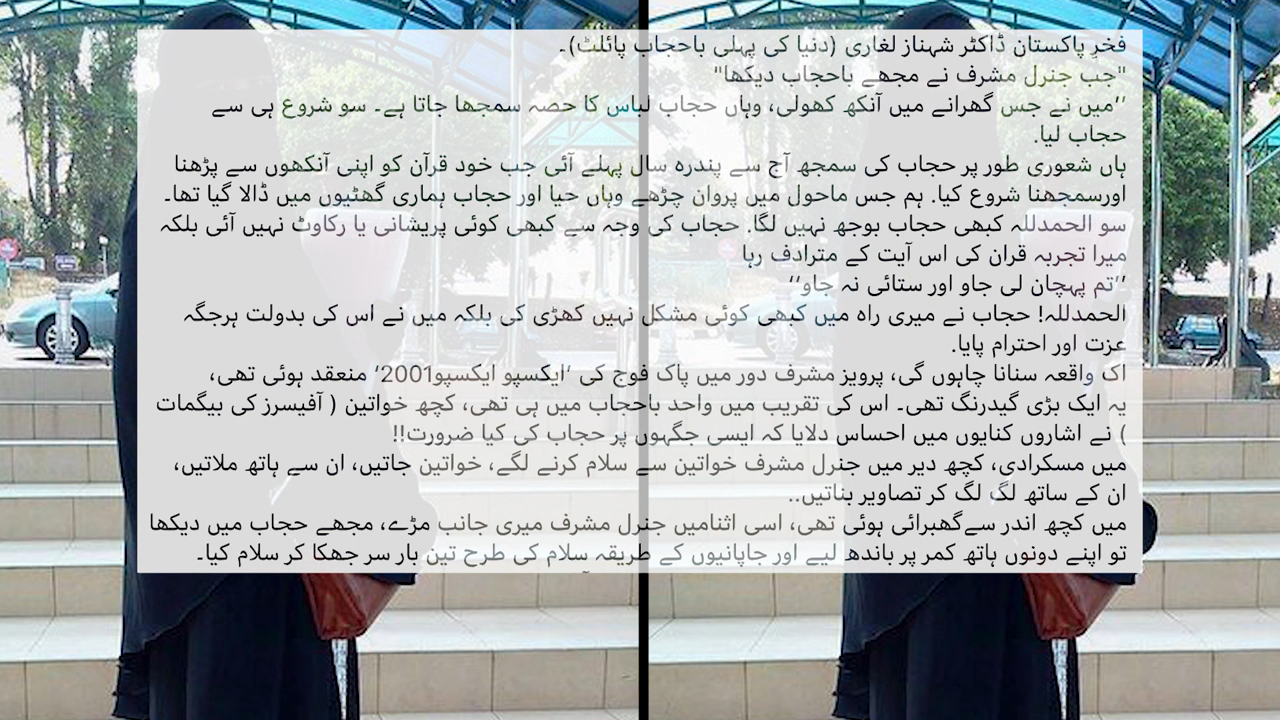 فخرِ پاکستان ڈاکٹر شہناز لغاری (دنیا کی پہلی باحجاب پائلٹ)۔
"جب جنرل مشرف نے مجھے باحجاب دیکھا"
’’میں نے جس گھرانے میں آنکھ کھولی، وہاں حجاب لباس کا حصہ سمجھا جاتا ہے۔ سو شروع ہی سے
حجاب لیا.
ہاں شعوری طور پر حجاب کی سمجھ آج سے پندرہ سال پہلے آئی جب خود قرآن کو اپنی آنکھوں سے پڑھنا
اورسمجھنا شروع کیا. ہم جس ماحول میں پروان چڑھے وہاں حیا اور حجاب ہماری گھٹیوں میں ڈالا گیا تھا۔
سو الحمدللہ کبھی حجاب بوجھ نہیں لگا. حجاب کی وجہ سے کبھی کوئی پریشانی یا رکاوٹ نہیں آئی بلکہ
میرا تجربہ قران کی اس آیت کے مترادف رہا
’’تم پہچان لی جاو اور ستائی نہ جاو‘‘
الحمدللہ! حجاب نے میری راہ میں کبھی کوئی مشکل نہیں کھڑی کی بلکہ میں نے اس کی بدولت ہرجگہ
عزت اور احترام پایا.
اک واقعہ سنانا چاہوں گی، پرویز مشرف دور میں پاک فوج کی ’ایکسپو ایکسپو2001‘ منعقد ہوئی تھی،
یہ ایک بڑی گیدرنگ تھی۔ اس کی تقریب میں واحد باحجاب میں ہی تھی، کچھ خواتین ( آفیسرز کی بیگمات
) نے اشاروں کنایوں میں احساس دلایا کہ ایسی جگہوں پر حجاب کی کیا ضرورت!!
میں مسکرادی، کچھ دیر میں جنرل مشرف خواتین سے سلام کرنے لگے، خواتین جاتیں، ان سے ہاتھ ملاتیں،
ان کے ساتھ لگ لگ کر تصاویر بناتیں..
میں کچھ اندر سےگھبرائی ہوئی تھی، اسی اثنامیں جنرل مشرف میری جانب مڑے، مجھے حجاب میں دیکھا
تو اپنے دونوں ہاتھ کمر پر باندھ لیے اور جاپانیوں کے طریقہ سلام کی طرح تین بار سر جھکا کر سلام کیا۔